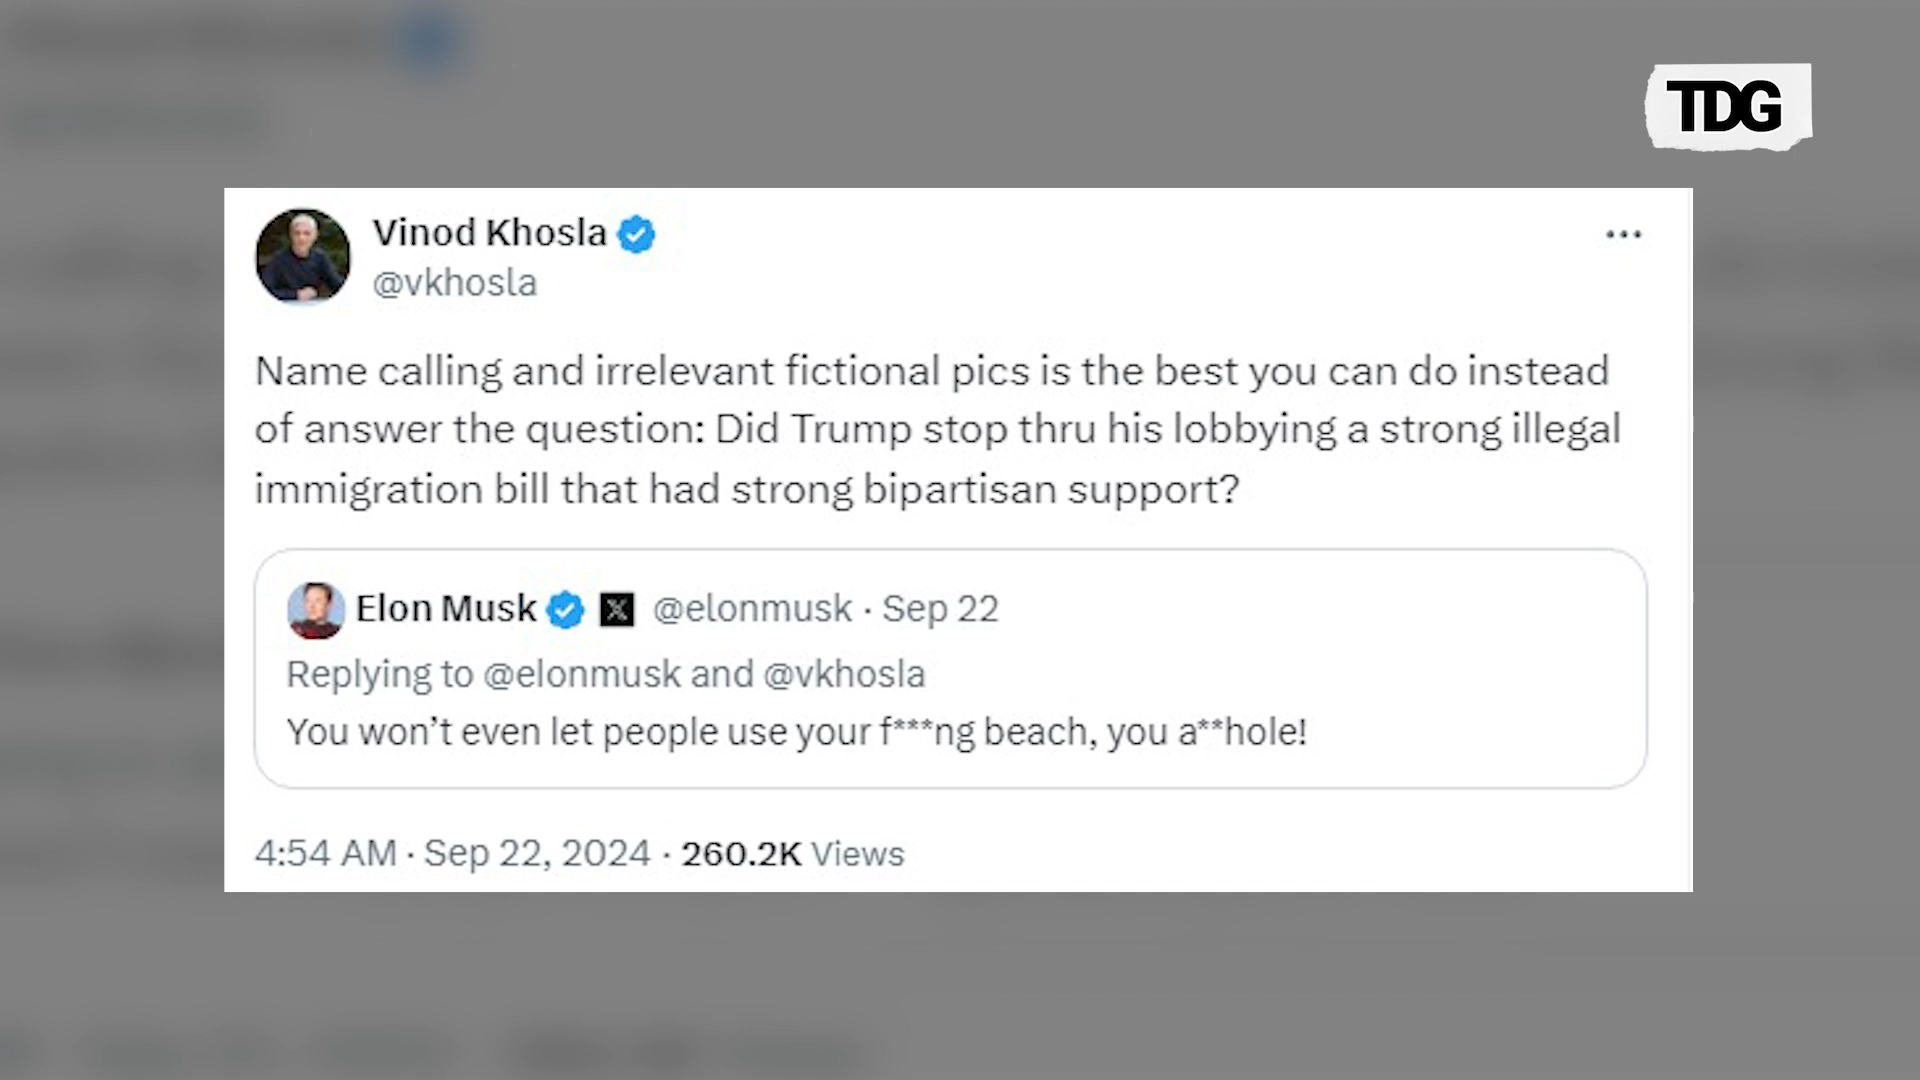 TDG
Vinod Khosla
@vkhosla
Name calling and irrelevant fictional pics is the best you can do instead
of answer the question: Did Trump stop thru his lobbying a strong illegal
immigration bill that had strong bipartisan support?
Elon Musk @elonmusk · Sep 22
Replying to @elonmusk and @vkhosla
You won’t even let people use your f***ng beach, you a**hole!
4:54 AM · Sep 22, 2024 · 260.2K Views